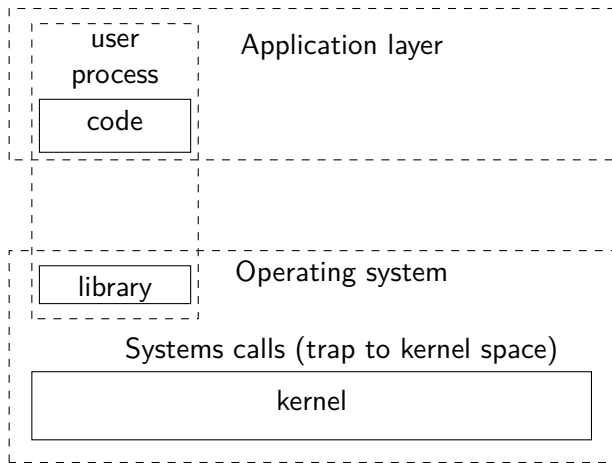 user
process
Application layer
code
library
Operating system
Systems calls (trap to kernel space)
kernel